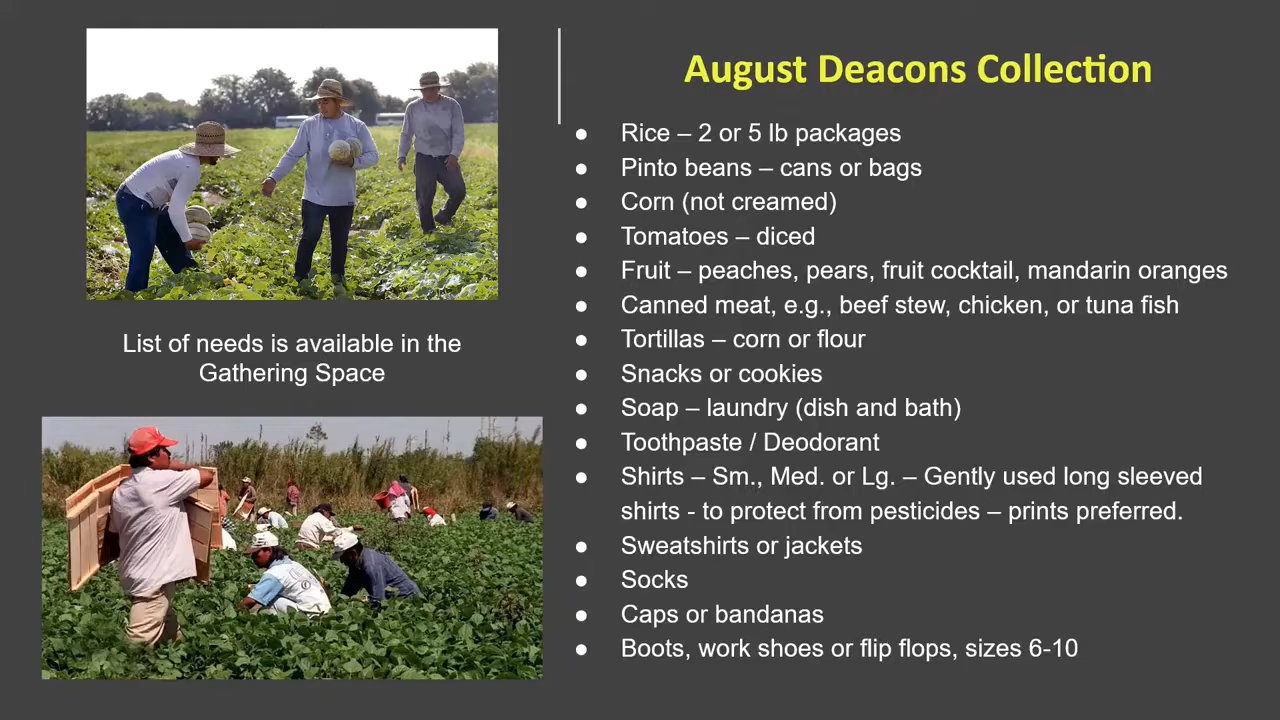 August Deacons Collection
● Rice – 2 or 5 lb packages
● Pinto beans – cans or bags
● Corn (not creamed)
● Tomatoes – diced
● Fruit – peaches, pears, fruit cocktail, mandarin oranges
● Canned meat, e.g., beef stew, chicken, or tuna fish
● Tortillas – corn or flour
● Snacks or cookies
● Soap – laundry (dish and bath)
● Toothpaste / Deodorant
● Shirts – Sm., Med. or Lg. – Gently used long sleeved
shirts - to protect from pesticides – prints preferred.
● Sweatshirts or jackets
● Socks
● Caps or bandanas
● Boots, work shoes or flip flops, sizes 6-10
List of needs is available in the
Gathering Space